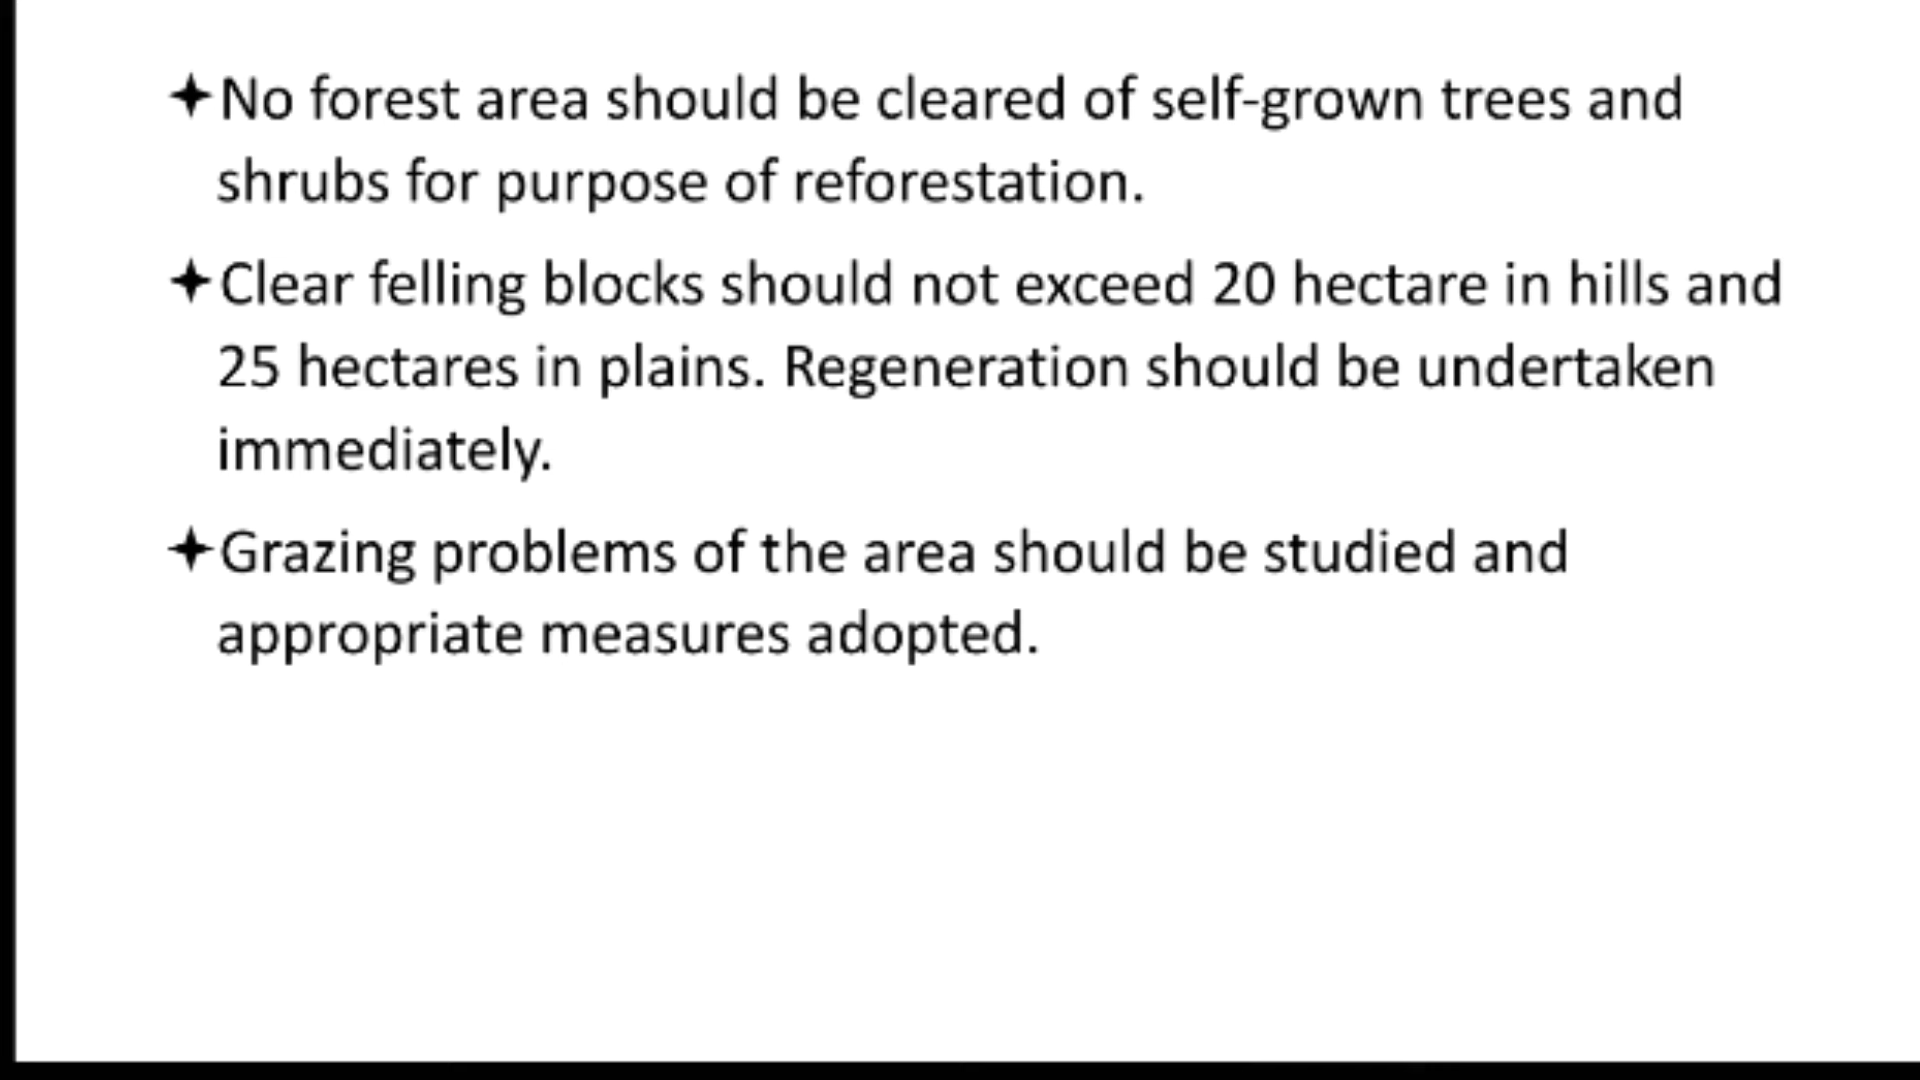 ✦No forest area should be cleared of self-grown trees and
shrubs for purpose of reforestation.
✦Clear felling blocks should not exceed 20 hectare in hills and
25 hectares in plains. Regeneration should be undertaken
immediately.
✦Grazing problems of the area should be studied and
appropriate measures adopted.